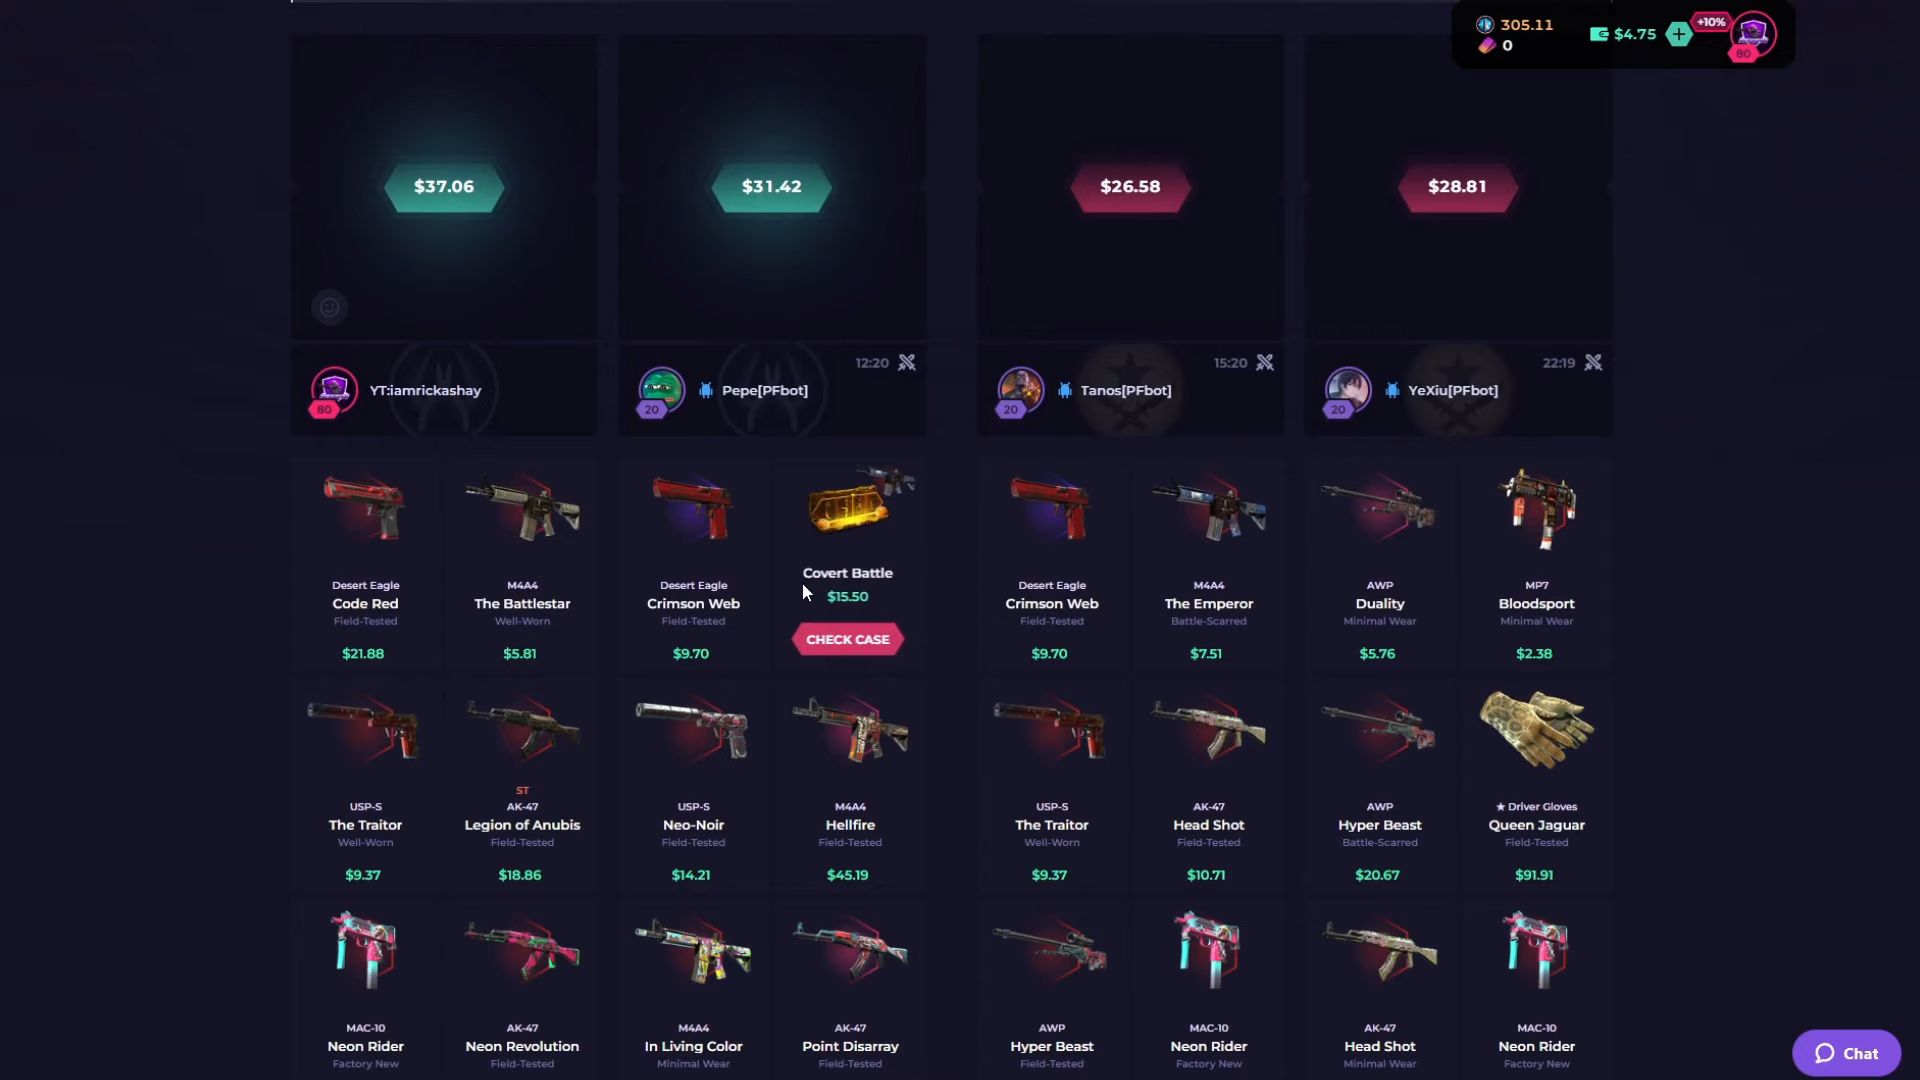 305.11
0
$4.75
+10%
80
$37.06
$31.42
$26.58
$28.81
80
YT:iamrickashay
12:20
20
Pepe[PFbot]
15:20
20
Tanos[PFbot]
22:19
20
YeXiu[PFbot]
Desert Eagle
Code Red
Field-Tested
$21.88
M4A4
The Battlestar
Well-Worn
$5.81
Desert Eagle
Crimson Web
Field-Tested
$9.70
Covert Battle
$15.50
CHECK CASE
Desert Eagle
Crimson Web
Field-Tested
$9.70
M4A4
The Emperor
Battle-Scarred
$7.51
AWP
Duality
Minimal Wear
$5.76
MP7
Bloodsport
Minimal Wear
$2.38
USP-S
The Traitor
Well-Worn
$9.37
ST
AK-47
Legion of Anubis
Field-Tested
$18.86
USP-S
Neo-Noir
Field-Tested
$14.21
M4A4
Hellfire
Field-Tested
$45.19
USP-S
The Traitor
Well-Worn
$9.37
AK-47
Head Shot
Field-Tested
$10.71
AWP
Hyper Beast
Battle-Scarred
$20.67
★ Driver Gloves
Queen Jaguar
Field-Tested
$91.91
MAC-10
Neon Rider
Factory New
AK-47
Neon Revolution
Field-Tested
M4A4
In Living Color
Minimal Wear
AK-47
Point Disarray
Field-Tested
AWP
Hyper Beast
Field-Tested
MAC-10
Neon Rider
Factory New
AK-47
Head Shot
Minimal Wear
MAC-10
Neon Rider
Factory New
Chat